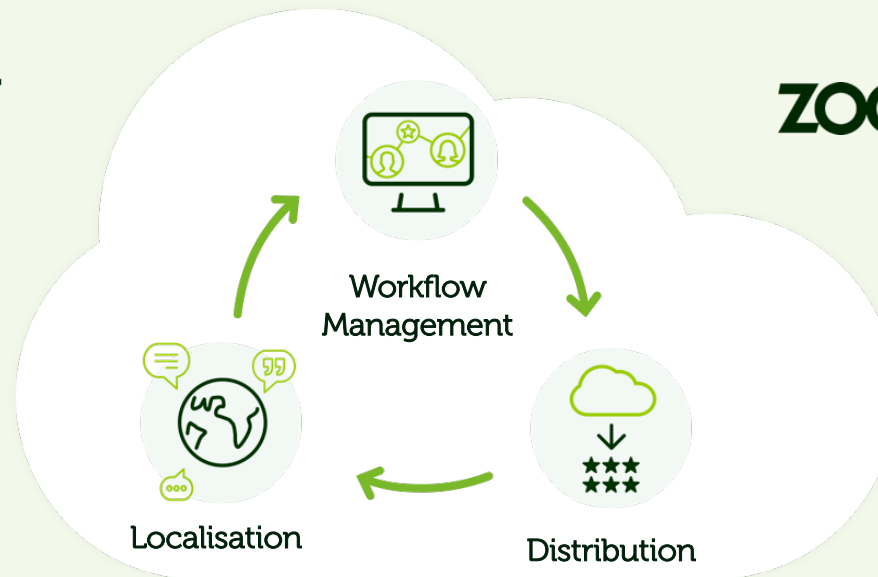 ZOO
Workflow
Management
Localisation
Distribution